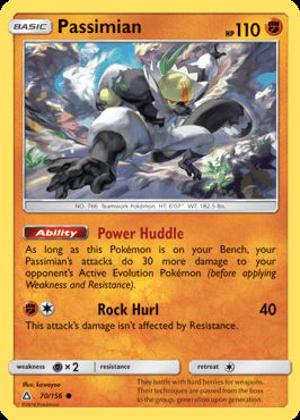 BASIC Passimian HP 110
NO. 766 Teamwork Pokémon HT: 6'07" WT: 182.5 lbs.
Ability Power Huddle
As long as this Pokémon is on your Bench, your
Passimian's attacks do 30 more damage to your
opponent's Active Evolution Pokémon (before applying
Weakness and Resistance).
Rock Hurl 40
This attack's damage isn't affected by Resistance.
weakness ×2 resistance retreat
Illus. kawayoo
70/156
©2018 Pokémon
They battle with hard berries for weapons.
Their techniques are passed from the boss to the
group, generation upon generation.